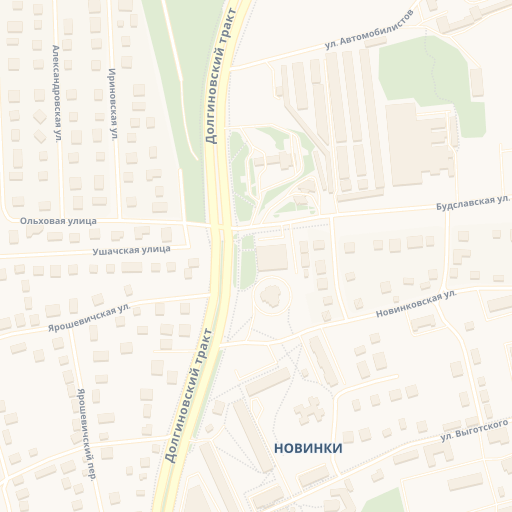 Долгиновский тракт
ул. Автомобилистов
Александровская ул.
Ириновская ул.
Будславская ул.
Ольховая улица
Ушачская улица
Новинковская ул.
Ярошевичская ул.
Долгиновский тракт
Ярошевичский пер.
ул. Выготского
НОВИНКИ